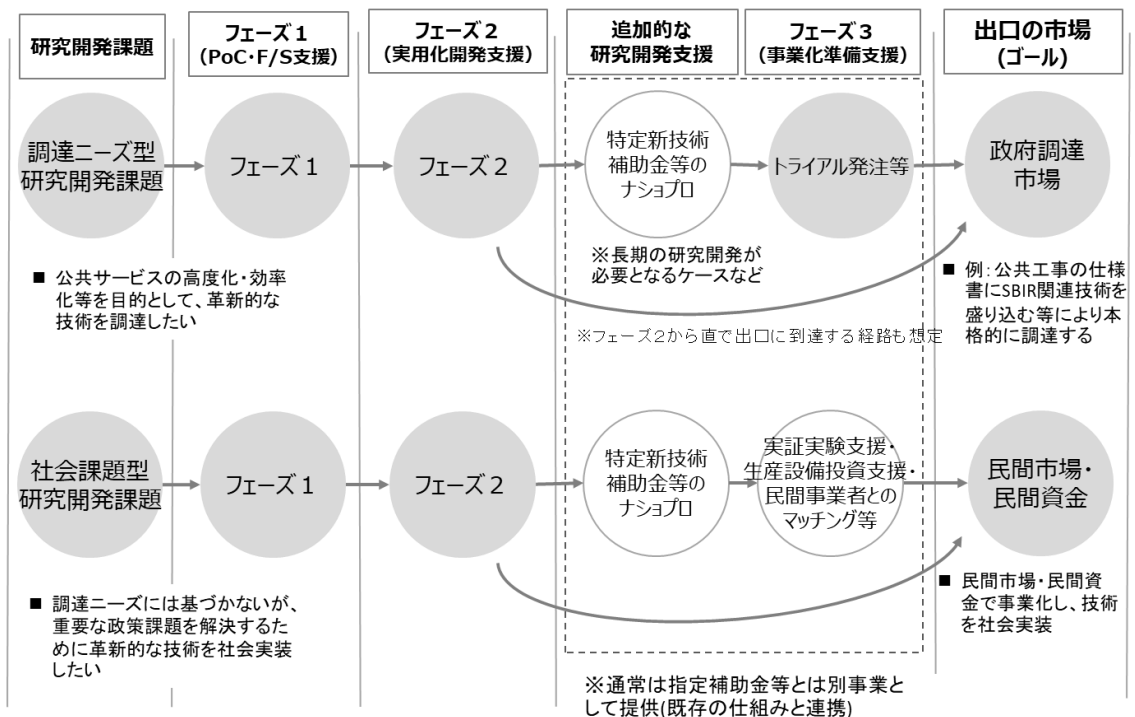 研究開発課題
フェーズ１
(PoC・F/S支援)
フェーズ２
(実用化開発支援)
追加的な
研究開発支援
フェーズ３
(事業化準備支援)
出口の市場
(ゴール)
調達ニーズ型
研究開発課題
フェーズ１
フェーズ２
特定新技術
補助金等の
ナショプロ
トライアル発注等
政府調達
市場
■ 公共サービスの高度化・効率
化等を目的として、革新的な
技術を調達したい
※長期の研究開発が
必要となるケースなど
※フェーズ２から直で出口に到達する経路も想定
■ 例：公共工事の仕様
書にSBIR関連技術を
盛り込む等により本
格的に調達する
社会課題型
研究開発課題
フェーズ１
フェーズ２
特定新技術
補助金等の
ナショプロ
実証実験支援・
生産設備投資支援・
民間事業者との
マッチング等
民間市場・
民間資金
■ 調達ニーズには基づかないが、
重要な政策課題を解決するた
めに革新的な技術を社会実装
したい
■ 民間市場・民間資
金で事業化し、技術
を社会実装
※通常は指定補助金等とは別事業と
して提供(既存の仕組みと連携)